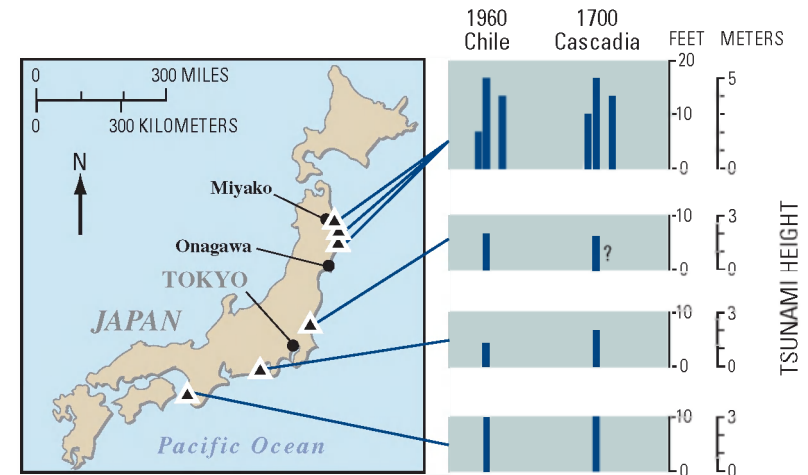 1960
Chile
1700
Cascadia
FEET METERS
0 300 MILES
0 300 KILOMETERS
N
Miyako
Onagawa
TOKYO
JAPAN
Pacific Ocean
20
10
0
5
0
10
0
3
0
?
10
0
3
0
10
0
3
0
TSUNAMI HEIGHT